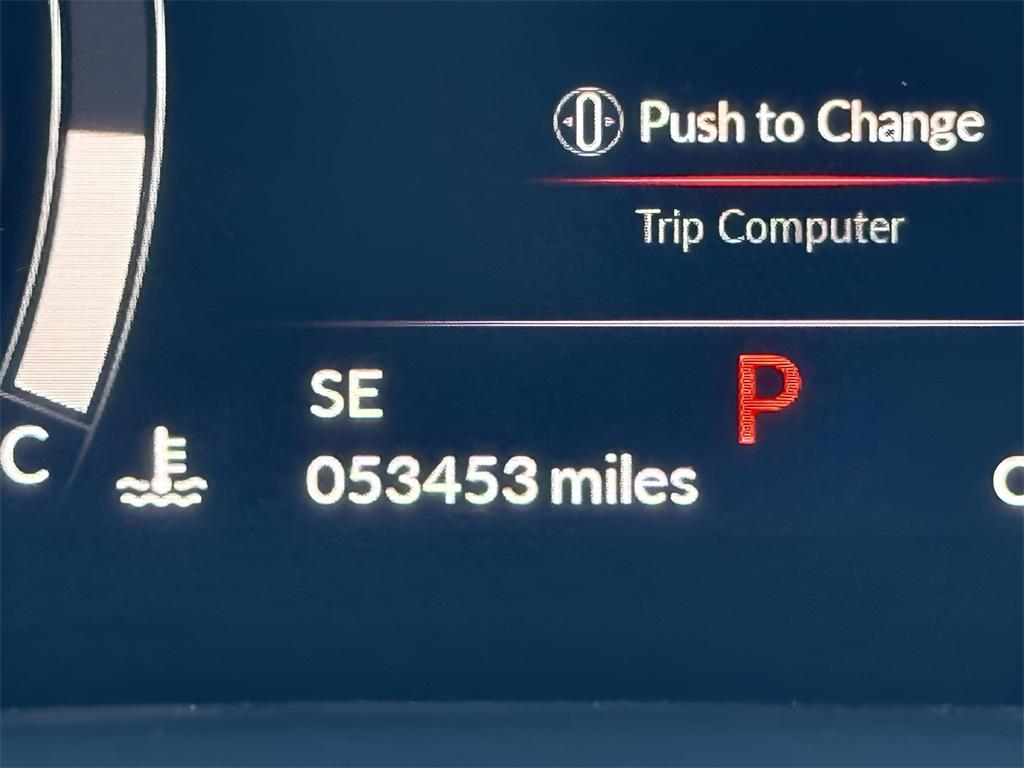 Push to Change
Trip Computer
SE
P
053453 miles
C